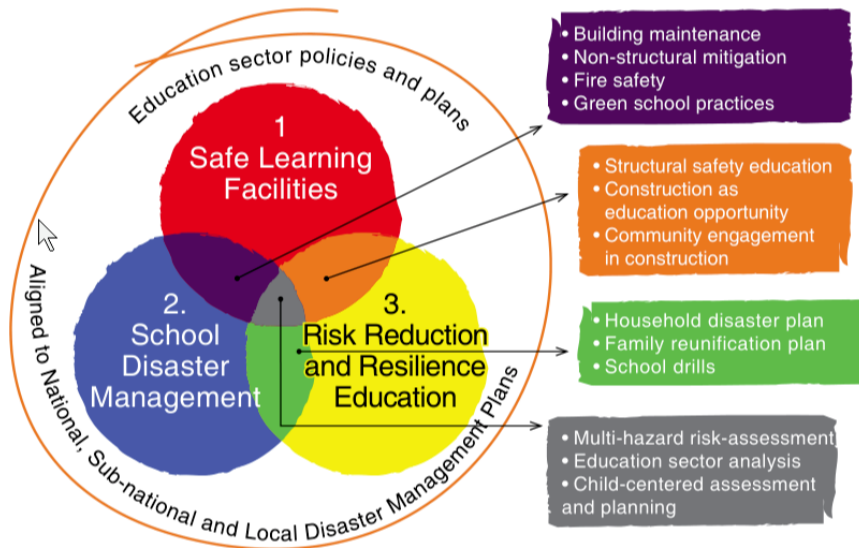 Education sector policies and plans
1
Safe Learning
Facilities
2.
School
Disaster
Management
3.
Risk Reduction
and Resilience
Education
Aligned to National, Sub-national and Local Disaster Management Plans
• Building maintenance
• Non-structural mitigation
• Fire safety
• Green school practices
• Structural safety education
• Construction as
education opportunity
• Community engagement
in construction
• Household disaster plan
• Family reunification plan
• School drills
• Multi-hazard risk-assessment
• Education sector analysis
• Child-centered assessment
and planning